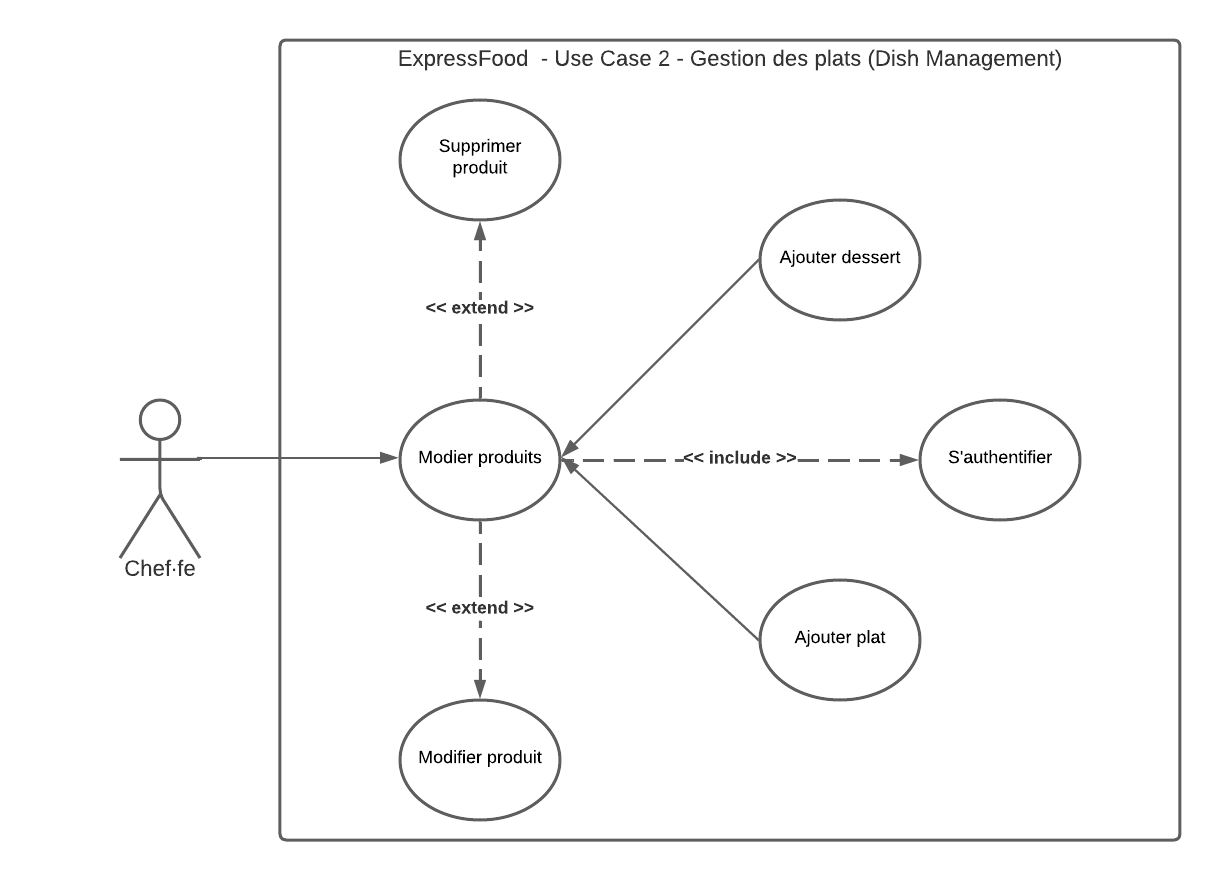 ExpressFood  - Use Case 2 - Gestion des plats (Dish Management)
Supprimer
produit
Ajouter dessert
<< extend >>
Modier produits
<< include >>
S'authentifier
Chef·fe
<< extend >>
Ajouter plat
Modifier produit